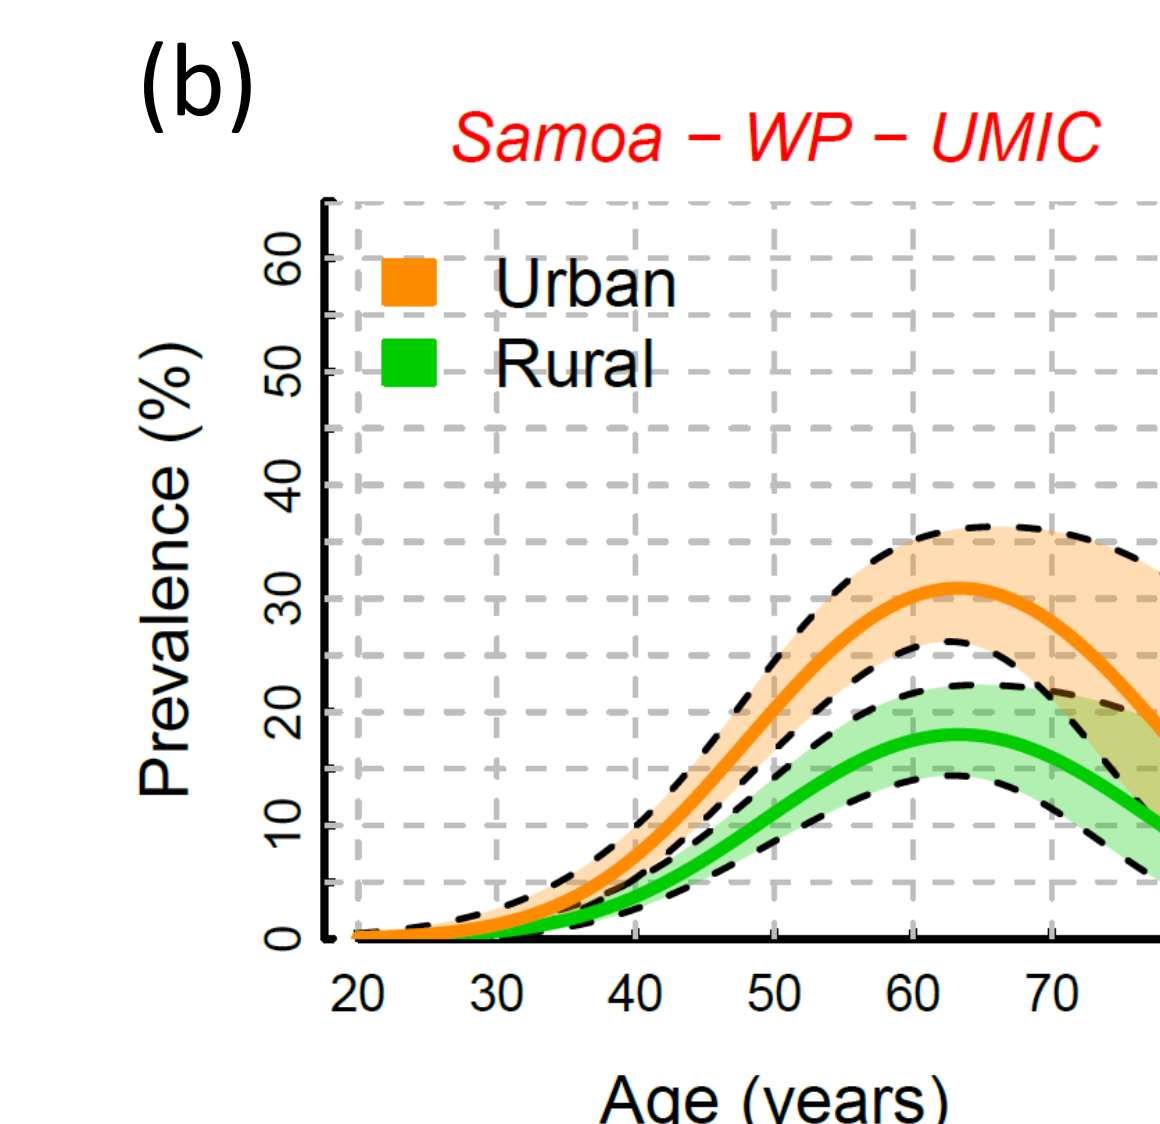 (b)
Samoa − WP − UMIC
60
50
40
30
20
10
0
Prevalence (%)
Urban
Rural
20 30 40 50 60 70
Age (years)